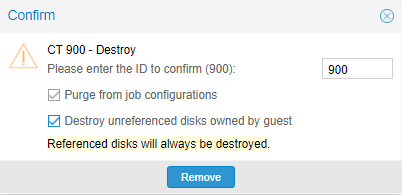 Confirm
CT 900 - Destroy
Please enter the ID to confirm (900):
900
Purge from job configurations
Destroy unreferenced disks owned by guest
Referenced disks will always be destroyed.
Remove